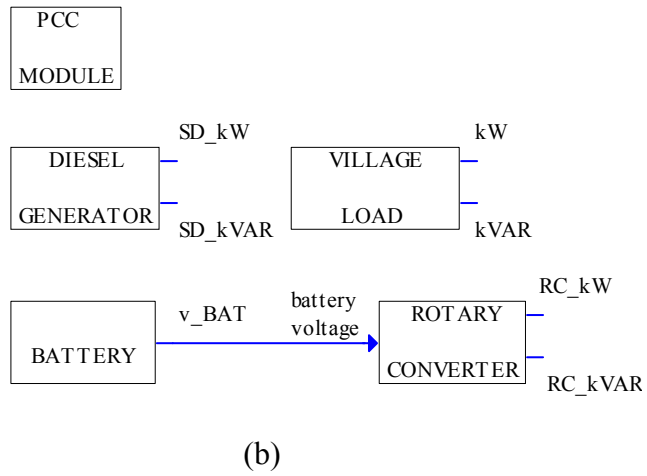 PCC
MODULE
SD_kW
kW
DIESEL
VILLAGE
GENERATOR
LOAD
SD_kVAR
kVAR
RC_kW
v_BAT
battery
voltage
ROTARY
BATTERY
CONVERTER
RC_kVAR
(b)